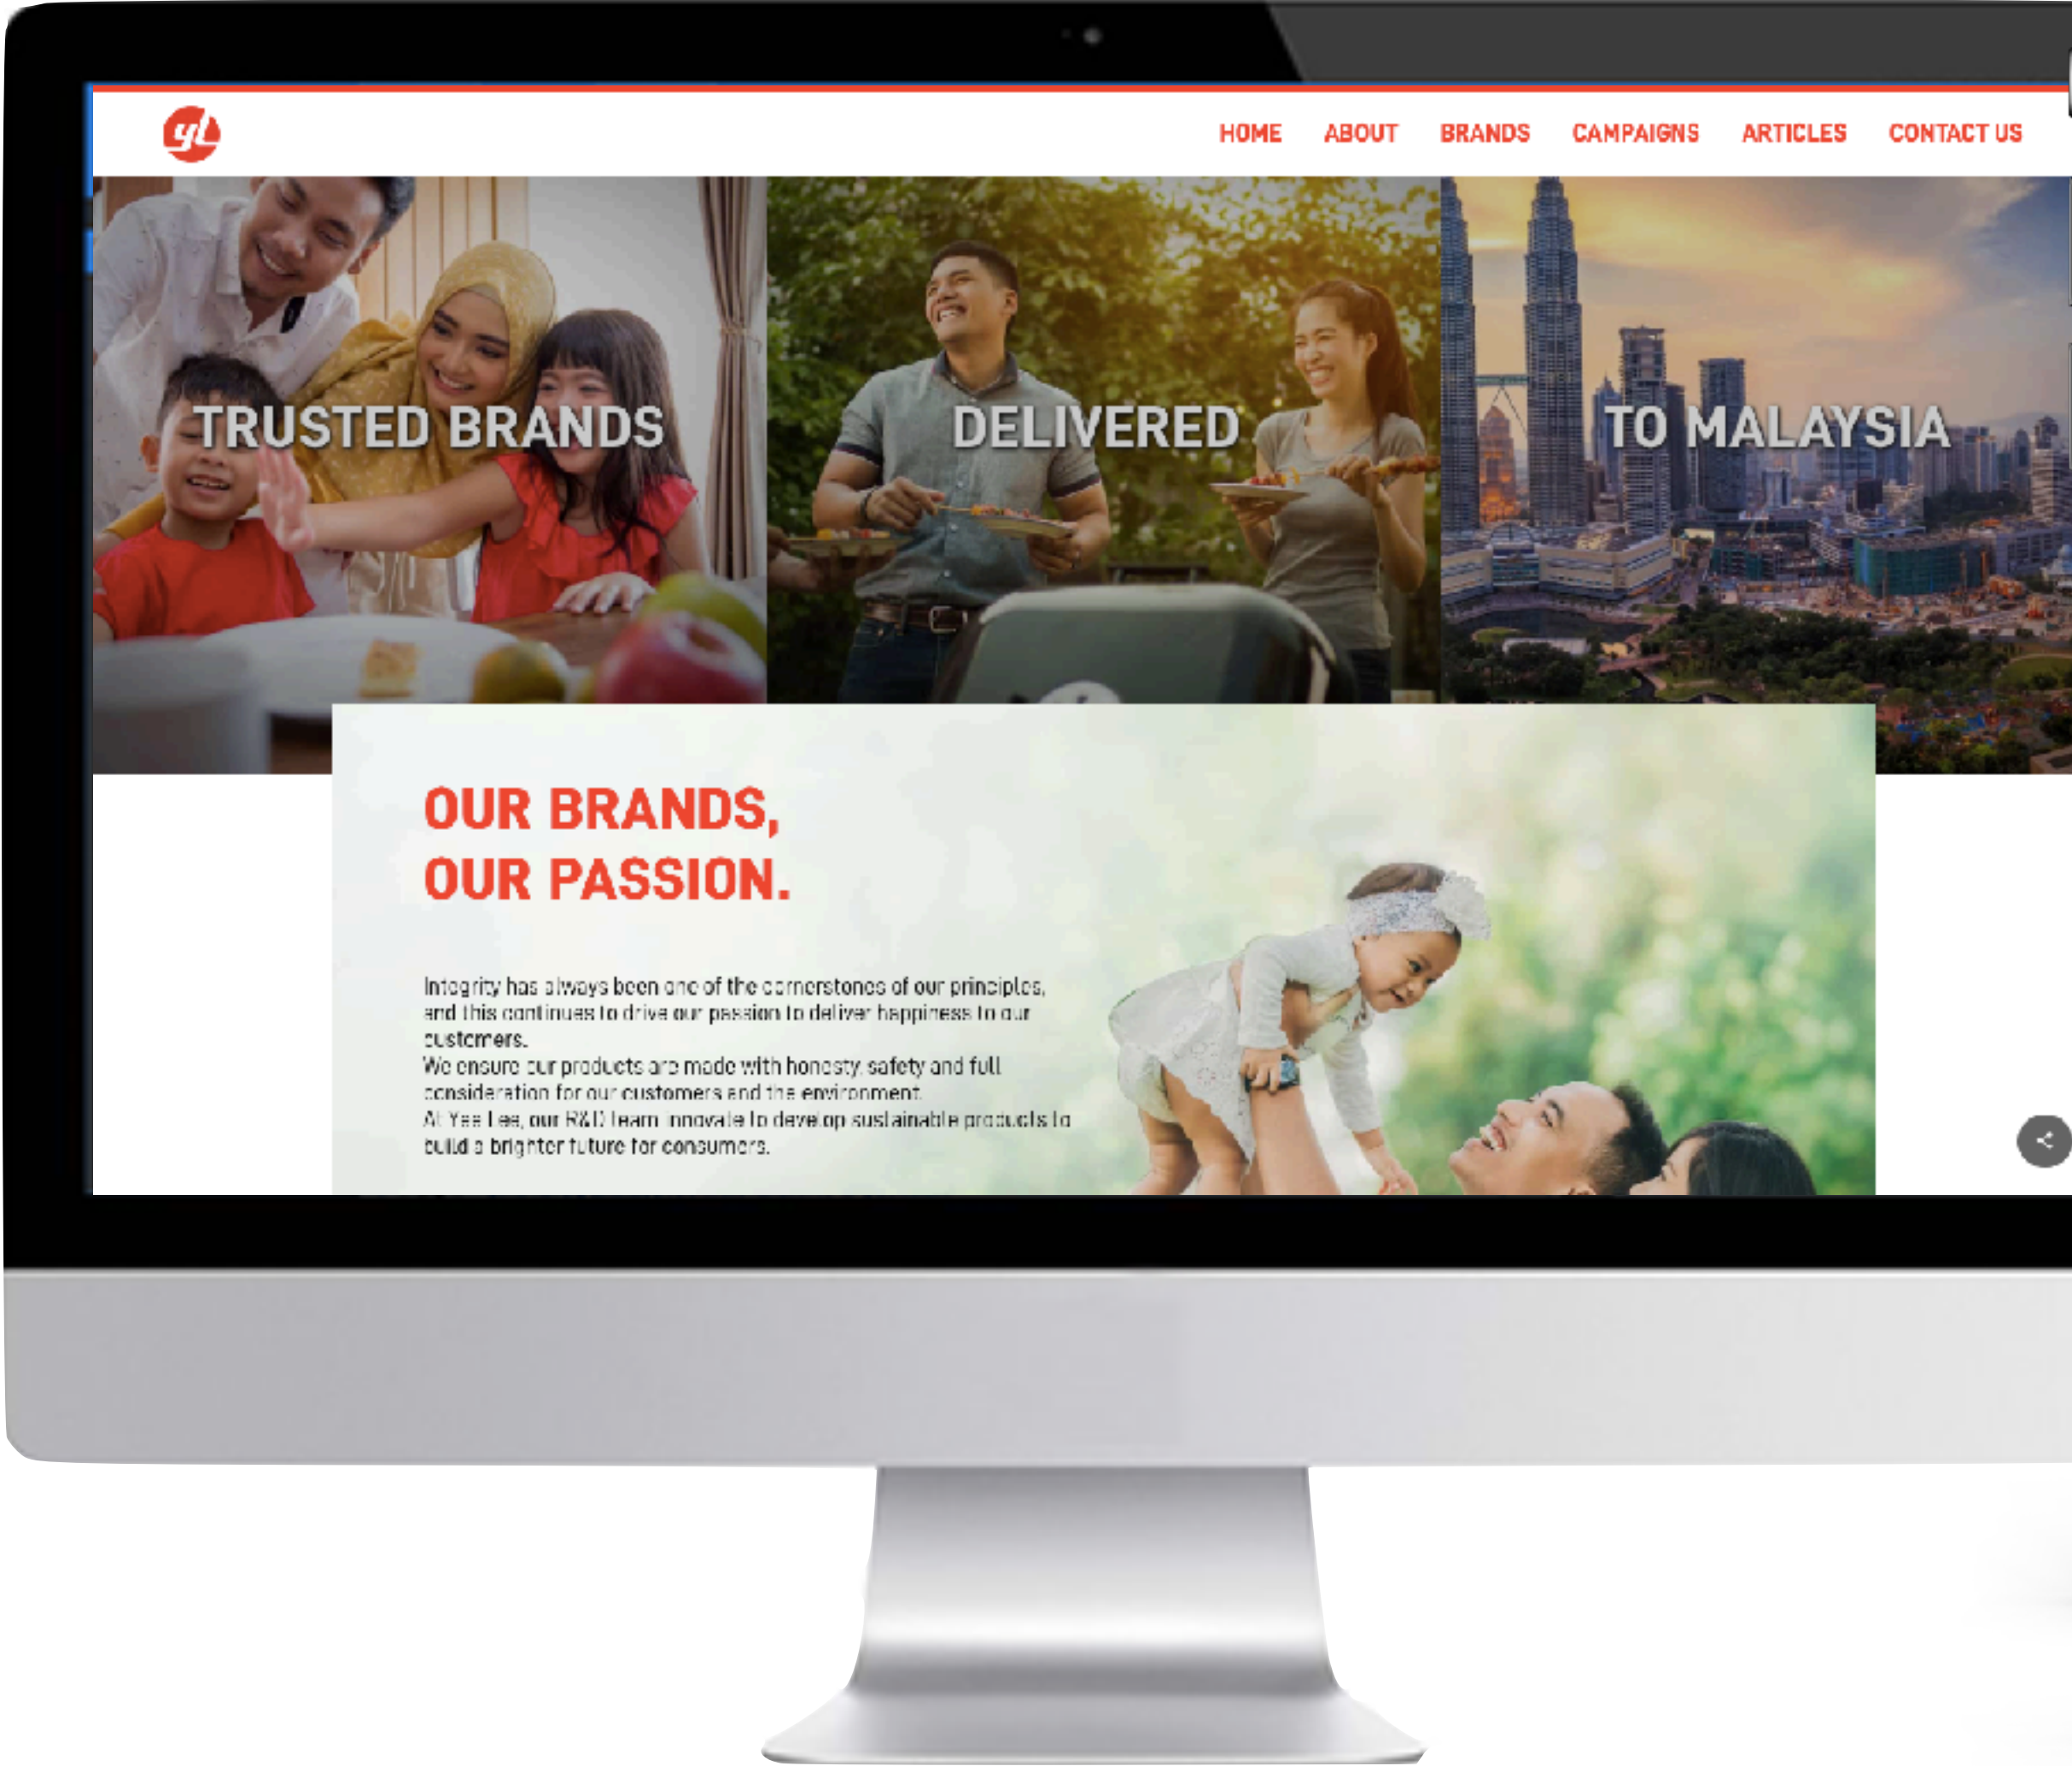 yl
HOME ABOUT BRANDS CAMPAIGNS ARTICLES CONTACT US
TRUSTED BRANDS DELIVERED TO MALAYSIA
OUR BRANDS,
OUR PASSION.
Integrity has always been one of the cornerstones of our principles,
and this continues to drive our passion to deliver happiness to our
customers.
We ensure our products are made with honesty, safety and full
consideration for our customers and the environment.
At Yee Lee, our R&D team innovate to develop sustainable products to
build a brighter future for consumers.